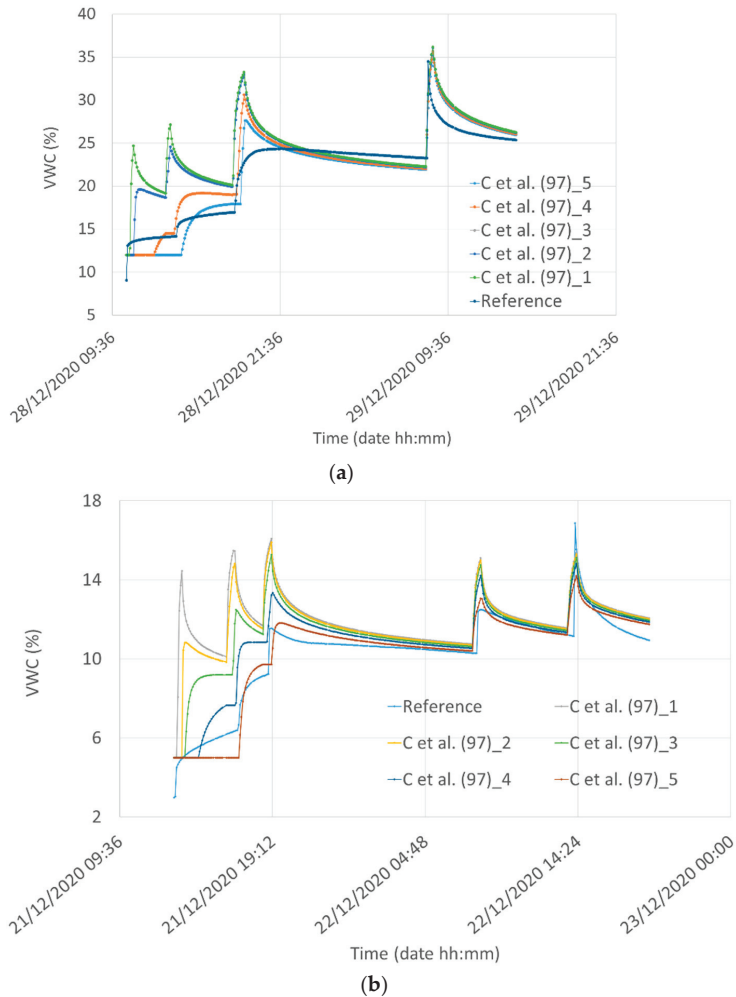 40
35
30
25
20
15
10
5
VWC (%)
C et al. (97)_5
C et al. (97)_4
C et al. (97)_3
C et al. (97)_2
C et al. (97)_1
Reference
28/12/2020 09:36
28/12/2020 21:36
29/12/2020 09:36
29/12/2020 21:36
Time (date hh:mm)
(a)
18
14
10
6
2
VWC (%)
Reference
C et al. (97)_1
C et al. (97)_2
C et al. (97)_3
C et al. (97)_4
C et al. (97)_5
21/12/2020 09:36
21/12/2020 19:12
22/12/2020 04:48
22/12/2020 14:24
23/12/2020 00:00
Time (date hh:mm)
(b)